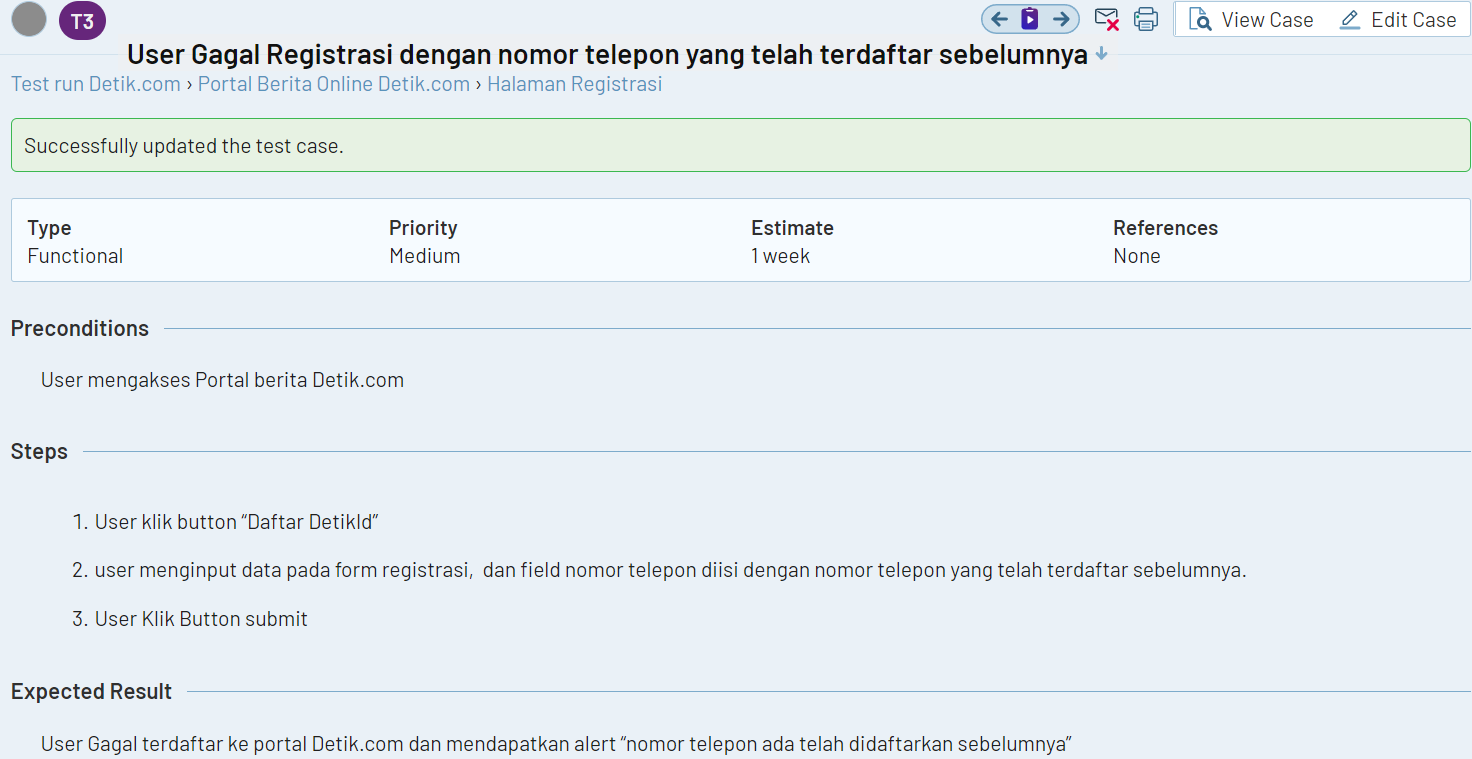 T3
View Case
Edit Case
User Gagal Registrasi dengan nomor telepon yang telah terdaftar sebelumnya
Test run Detik.com › Portal Berita Online Detik.com › Halaman Registrasi
Successfully updated the test case.
Type Priority Estimate References
Functional Medium 1 week None
Preconditions
User mengakses Portal berita Detik.com
Steps
1. User klik button “Daftar DetikId”
2. user menginput data pada form registrasi, dan field nomor telepon diisi dengan nomor telepon yang telah terdaftar sebelumnya.
3. User Klik Button submit
Expected Result
User Gagal terdaftar ke portal Detik.com dan mendapatkan alert “nomor telepon ada telah didaftarkan sebelumnya”